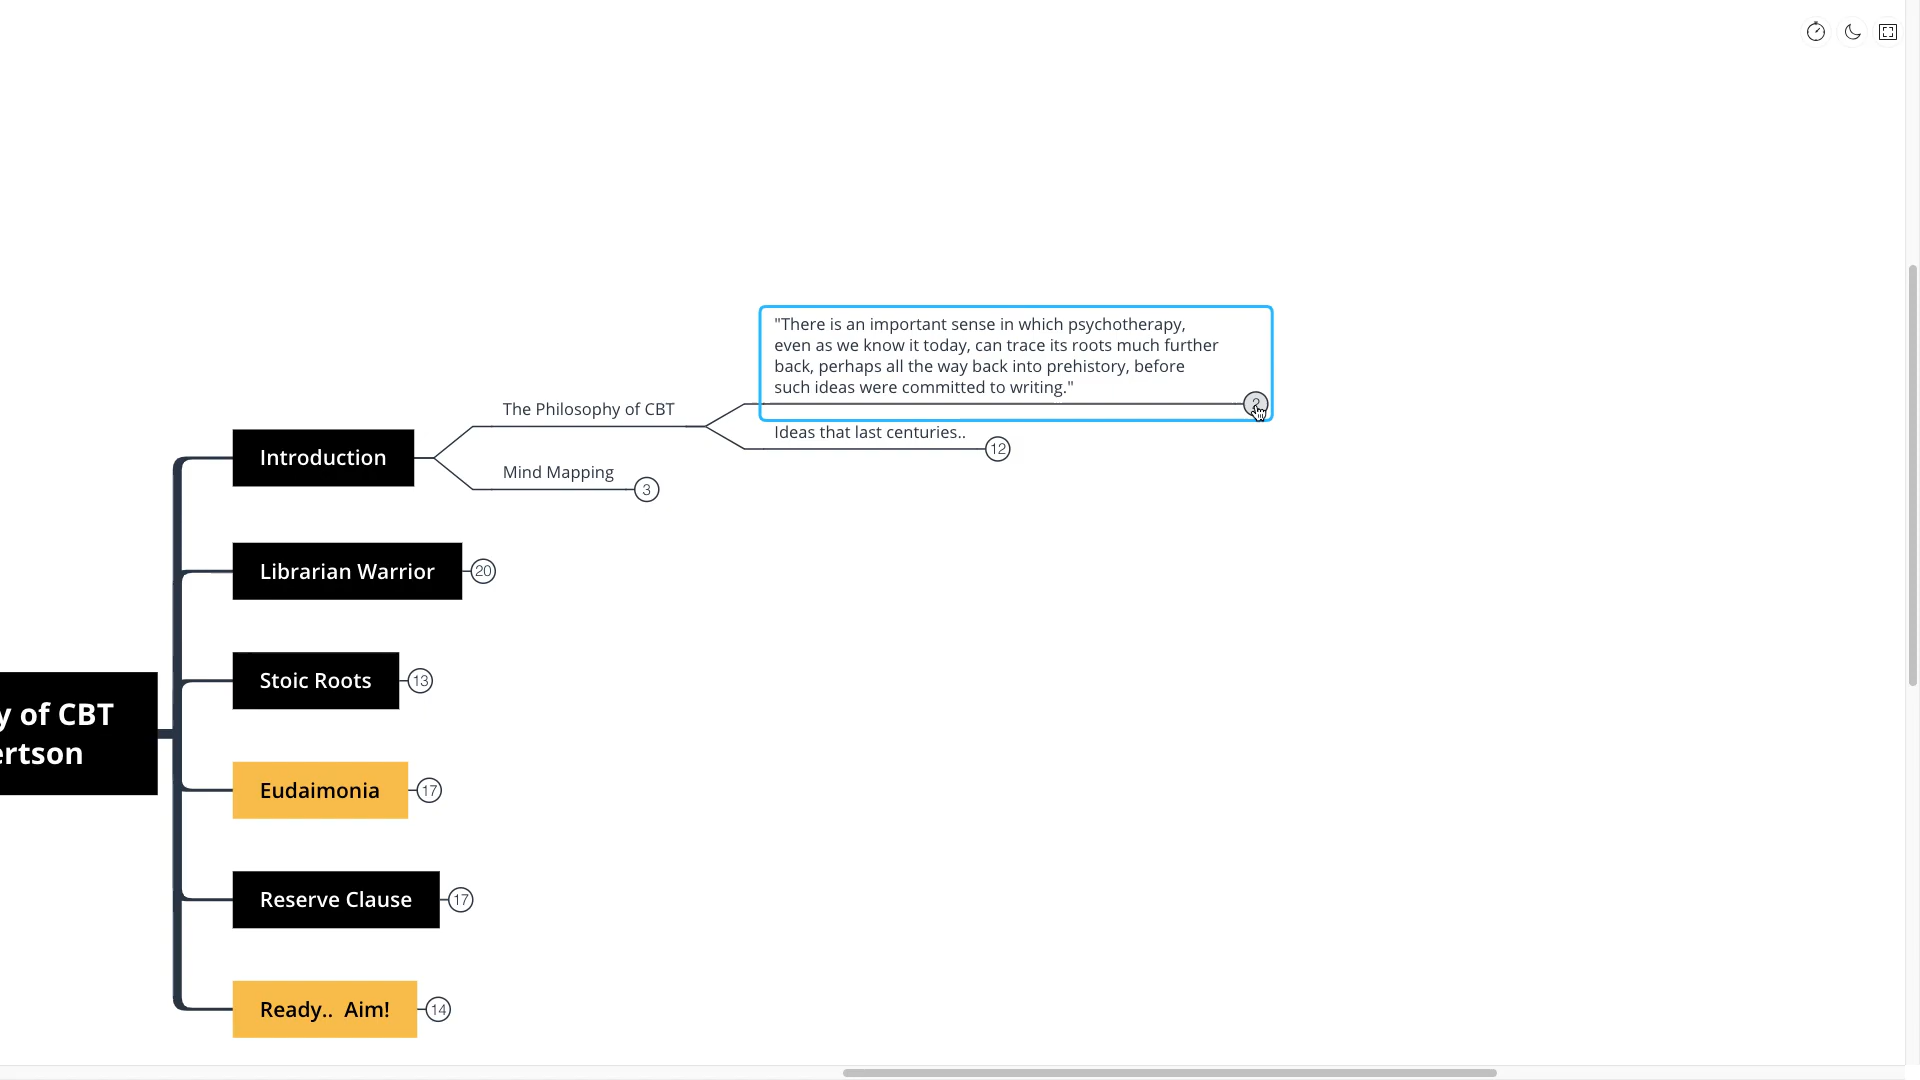 "There is an important sense in which psychotherapy,
even as we know it today, can trace its roots much further
back, perhaps all the way back into prehistory, before
such ideas were committed to writing."
2
The Philosophy of CBT
Ideas that last centuries..
12
Introduction
Mind Mapping
3
Librarian Warrior
20
Stoic Roots
13
y of CBT
ertson
Eudaimonia
17
Reserve Clause
17
Ready..  Aim!
14